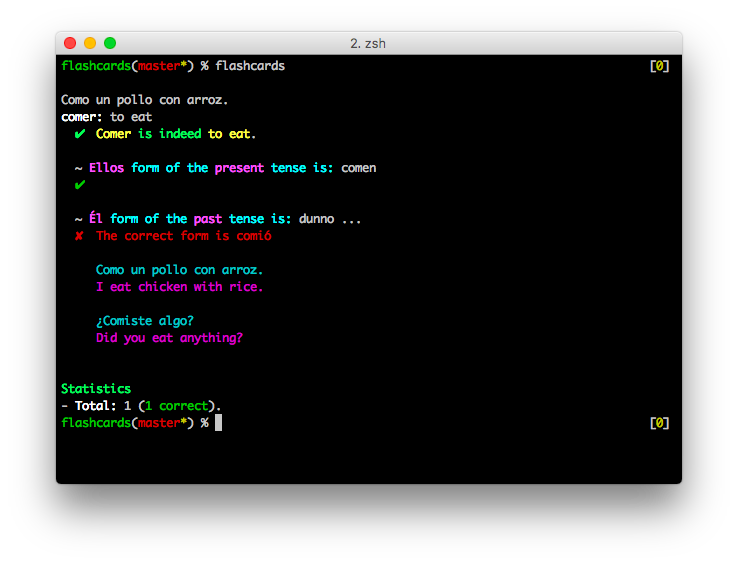 2. zsh
flashcards(master*) % flashcards [0]
Como un pollo con arroz.
comer: to eat
✔ Comer is indeed to eat.
~ Ellos form of the present tense is: comen
✔
~ Él form of the past tense is: dunno ...
✘ The correct form is comió
Como un pollo con arroz.
I eat chicken with rice.
¿Comiste algo?
Did you eat anything?
Statistics
- Total: 1 (1 correct).
flashcards(master*) % [0]